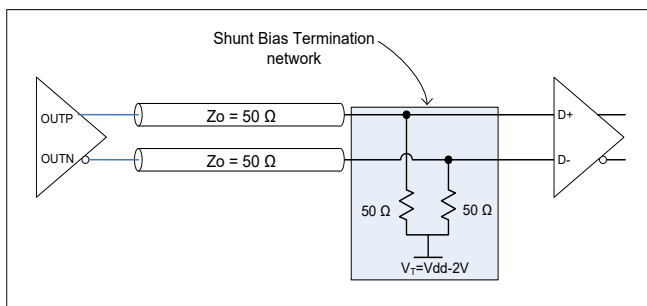 Shunt Bias Termination
network
OUTP
Zo = 50 Ω
D+
OUTN
Zo = 50 Ω
D-
50 Ω
50 Ω
VT=Vdd-2V